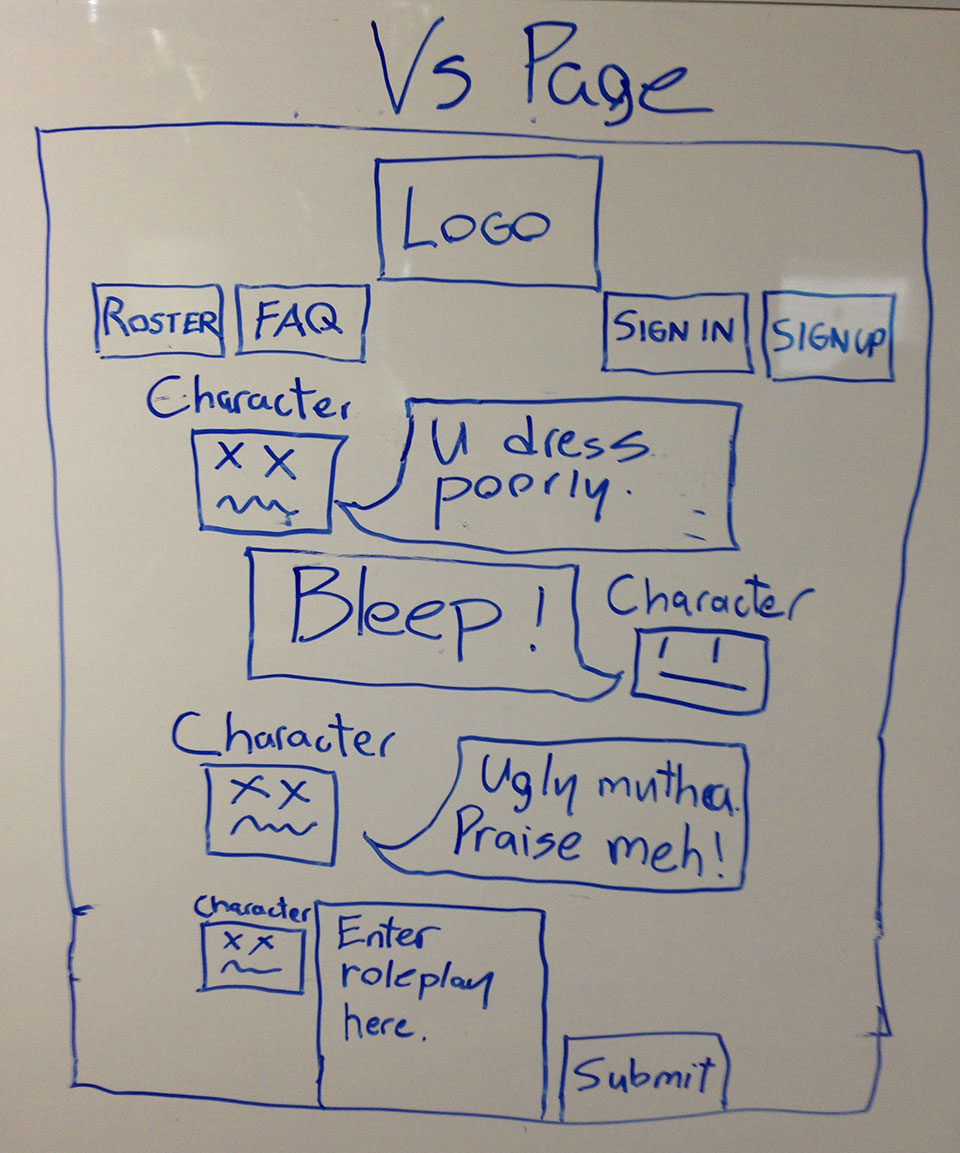 Vs Page
LOGO
ROSTER
FAQ
SIGN IN
SIGN UP
Character
U dress
poorly.
Bleep!
Character
Character
Ugly mutha.
Praise meh!
Character
Enter
roleplay
here.
Submit